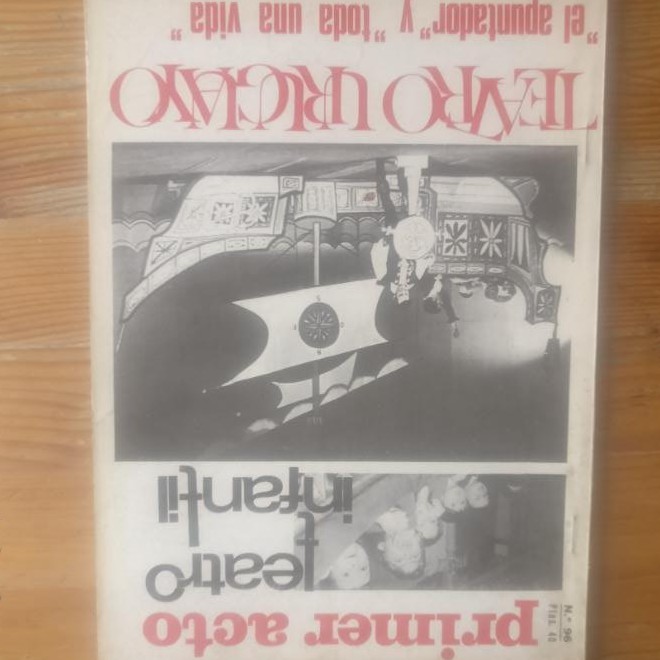 primer acto
N.° 96
Ptas. 40
teatro
infantil
TEATRO URUGUAYO
"el apuntador" y "toda una vida"